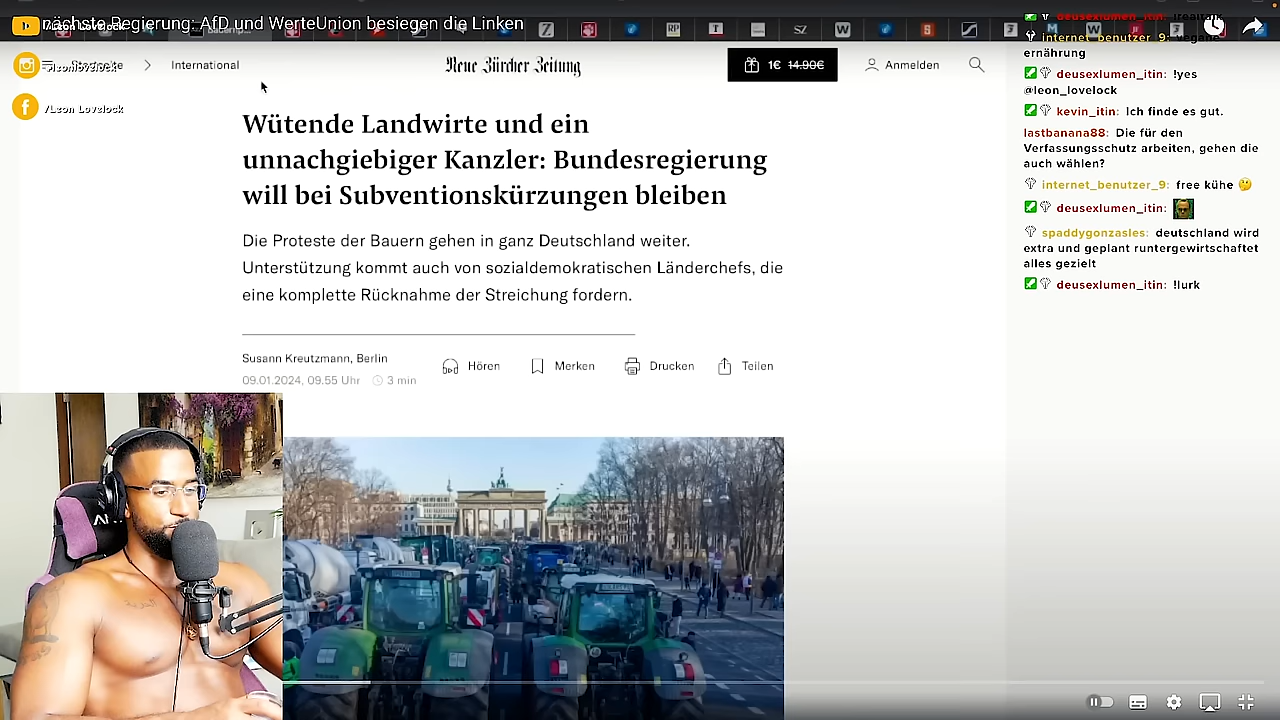 nächste Regierung: AfD und WerteUnion besiegen die Linken
/Leon Lovelock
International
Neue Zürcher Zeitung
1€ 14.90€
Anmelden
Wütende Landwirte und ein
unnachgiebiger Kanzler: Bundesregierung
will bei Subventionskürzungen bleiben
Die Proteste der Bauern gehen in ganz Deutschland weiter.
Unterstützung kommt auch von sozialdemokratischen Länderchefs, die
eine komplette Rücknahme der Streichung fordern.
Susann Kreutzmann, Berlin
09.01.2024, 09.55 Uhr
3 min
Hören
Merken
Drucken
Teilen
internet_benutzer_9: vegane
ernährung
deusexlumen_itin: !yes
@leon_lovelock
kevin_itin: Ich finde es gut.
lastbanana88: Die für den
Verfassungsschutz arbeiten, gehen die
auch wählen?
internet_benutzer_9: free kühe 🤔
deusexlumen_itin:
spaddygonzasles: deutschland wird
extra und geplant runtergewirtschaftet
alles gezielt
deusexlumen_itin: !lurk